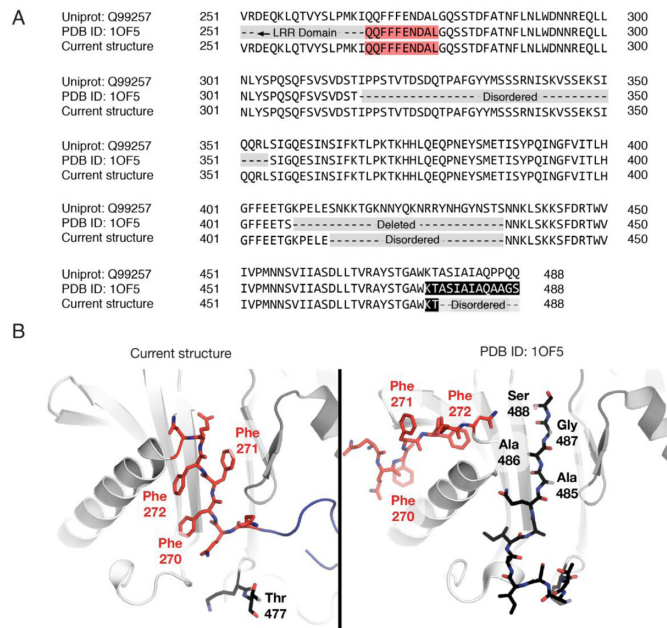 A
Uniprot: Q99257 251 VRDEQKLQTVYSLPMKIQQFFFENDALGQSSTDFATNFLNLWDNNREQLL 300
PDB ID: 1OF5 251 --← LRR Domain ----QQFFFENDALGQSSTDFATNFLNLWDNNREQLL 300
Current structure 251 VRDEQKLQTVYSLPMKIQQFFFENDALGQSSTDFATNFLNLWDNNREQLL 300
Uniprot: Q99257 301 NLYSPQSQFSVSVDSTIPPSTVTDSDQTPAFGYYMSSSRNISKVSSEKSI 350
PDB ID: 1OF5 301 NLYSPQSQFSVSVDST---------------- Disordered --------- 350
Current structure 301 NLYSPQSQFSVSVDSTIPPSTVTDSDQTPAFGYYMSSSRNISKVSSEKSI 350
Uniprot: Q99257 351 QQRLSIGQESINSIFKTLPKTKHHLQEQPNEYSMETISYPQINGFVITLH 400
PDB ID: 1OF5 351 ----SIGQESINSIFKTLPKTKHHLQEQPNEYSMETISYPQINGFVITLH 400
Current structure 351 QQRLSIGQESINSIFKTLPKTKHHLQEQPNEYSMETISYPQINGFVITLH 400
Uniprot: Q99257 401 GFFEETGKPELESNKKTGKNNYQKNRRYNHGYNSTSNNKLSKKSFDRTWV 450
PDB ID: 1OF5 401 GFFEETS----------- Deleted -----------NNKLSKKSFDRTWV 450
Current structure 401 GFFEETGKPELE------- Disordered -------NNKLSKKSFDRTWV 450
Uniprot: Q99257 451 IVPMNNSVIIASDLLTVRAYSTGAWKTASIAIAQPPQQ 488
PDB ID: 1OF5 451 IVPMNNSVIIASDLLTVRAYSTGAWKTASIAIAQAAGS 488
Current structure 451 IVPMNNSVIIASDLLTVRAYSTGAWKT- Disordered - 488
B
Current structure
Phe
271
Phe
272
Phe
270
Thr
477
PDB ID: 1OF5
Phe
271
Phe
272
Ser
488
Gly
487
Ala
486
Ala
485
Phe
270